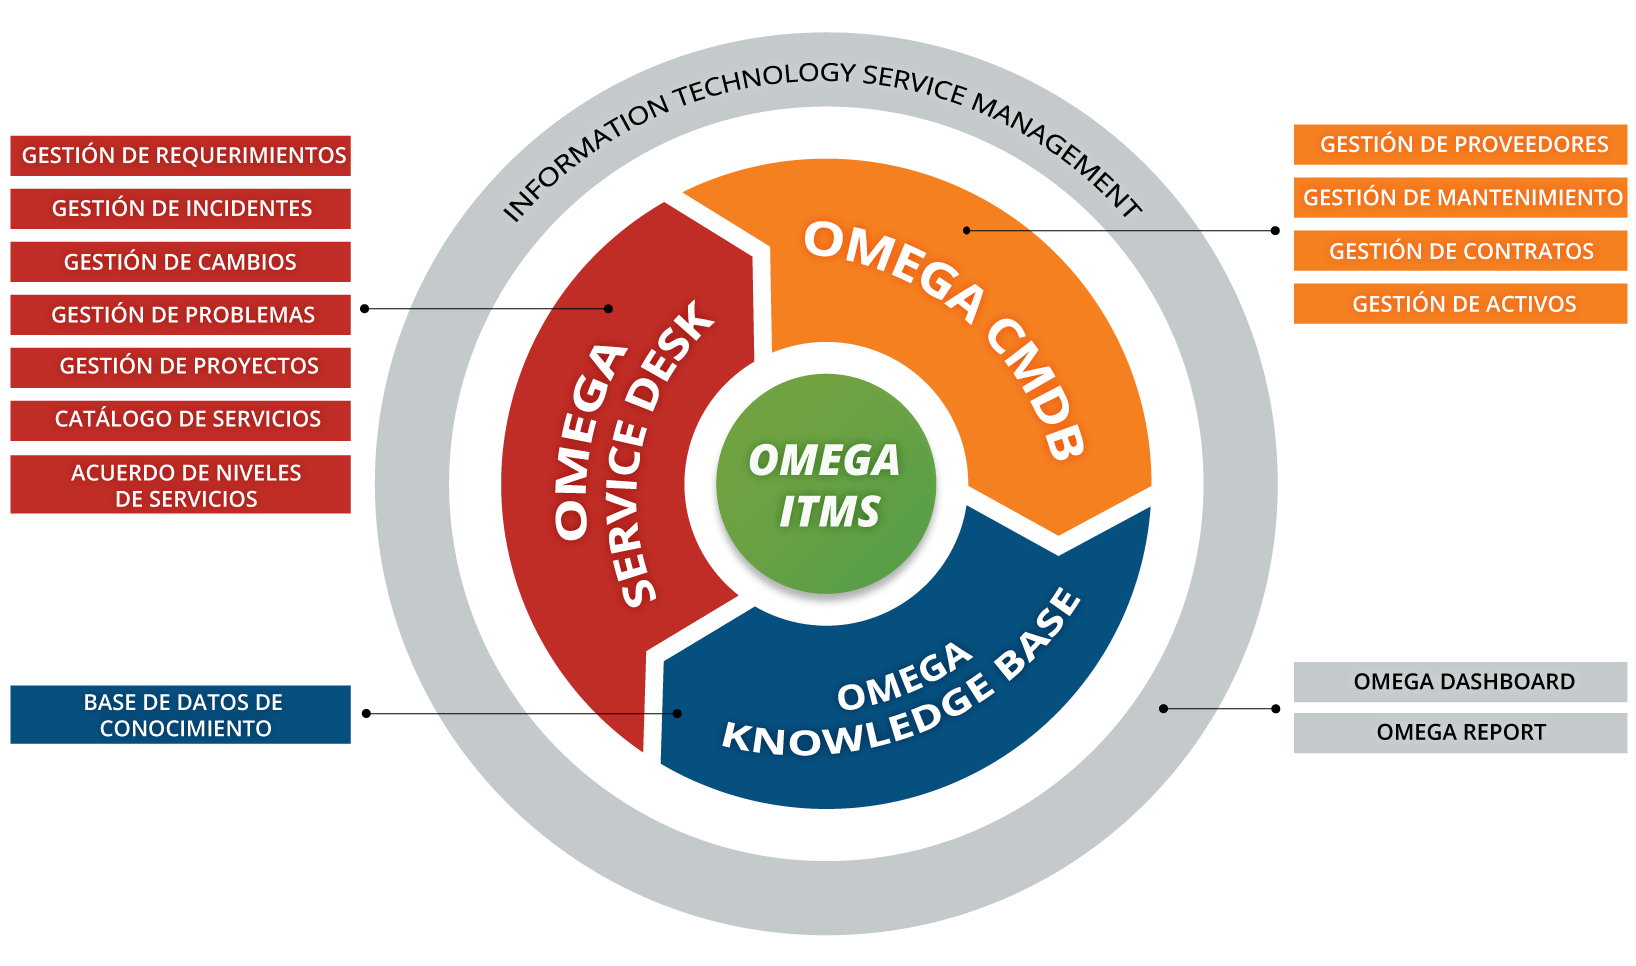 INFORMATION TECHNOLOGY SERVICE MANAGEMENT
GESTIÓN DE REQUERIMIENTOS
GESTIÓN DE INCIDENTES
GESTIÓN DE CAMBIOS
GESTIÓN DE PROBLEMAS
GESTIÓN DE PROYECTOS
CATÁLOGO DE SERVICIOS
ACUERDO DE NIVELES
DE SERVICIOS
BASE DE DATOS DE
CONOCIMIENTO
OMEGA
SERVICE DESK
OMEGA CMDB
OMEGA
ITMS
OMEGA
KNOWLEDGE BASE
GESTIÓN DE PROVEEDORES
GESTIÓN DE MANTENIMIENTO
GESTIÓN DE CONTRATOS
GESTIÓN DE ACTIVOS
OMEGA DASHBOARD
OMEGA REPORT